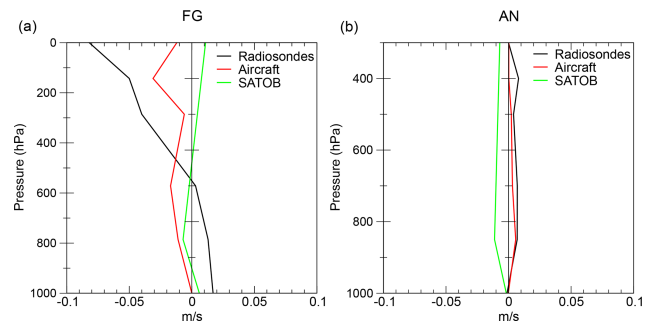 FG
AN
(a)
(b)
0
200
400
600
800
1000
Pressure (hPa)
Radiosondes
Aircraft
SATOB
-0.1
-0.05
0
0.05
0.1
m/s
400
600
800
1000
Pressure (hPa)
Radiosondes
Aircraft
SATOB
-0.1
-0.05
0
0.05
0.1
m/s